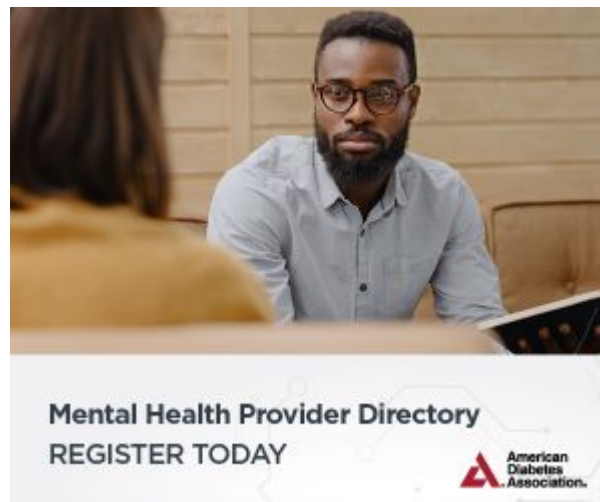 Mental Health Provider Directory
REGISTER TODAY
American
Diabetes
Association.